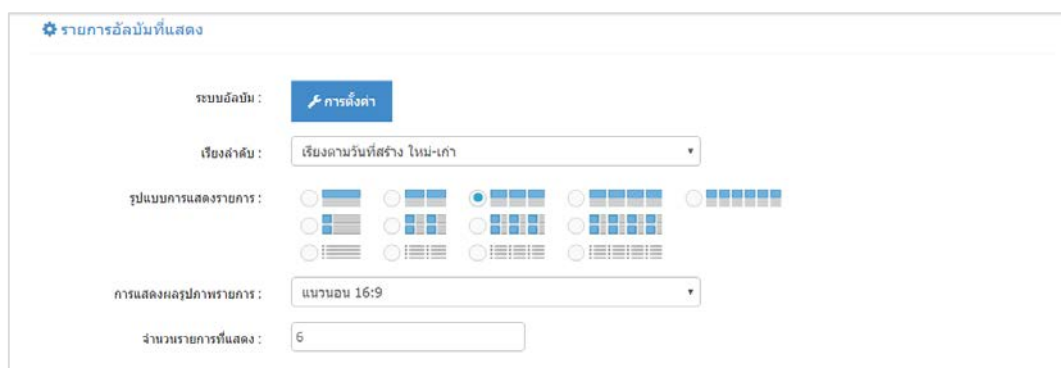 รายการอัลบัมที่แสดง
ระบบอัลบัม :
การตั้งค่า
เรียงลำดับ :
เรียงตามวันที่สร้าง ใหม่-เก่า
รูปแบบการแสดงรายการ :
การแสดงผลรูปภาพรายการ :
แนวนอน 16:9
จำนวนรายการที่แสดง :
6